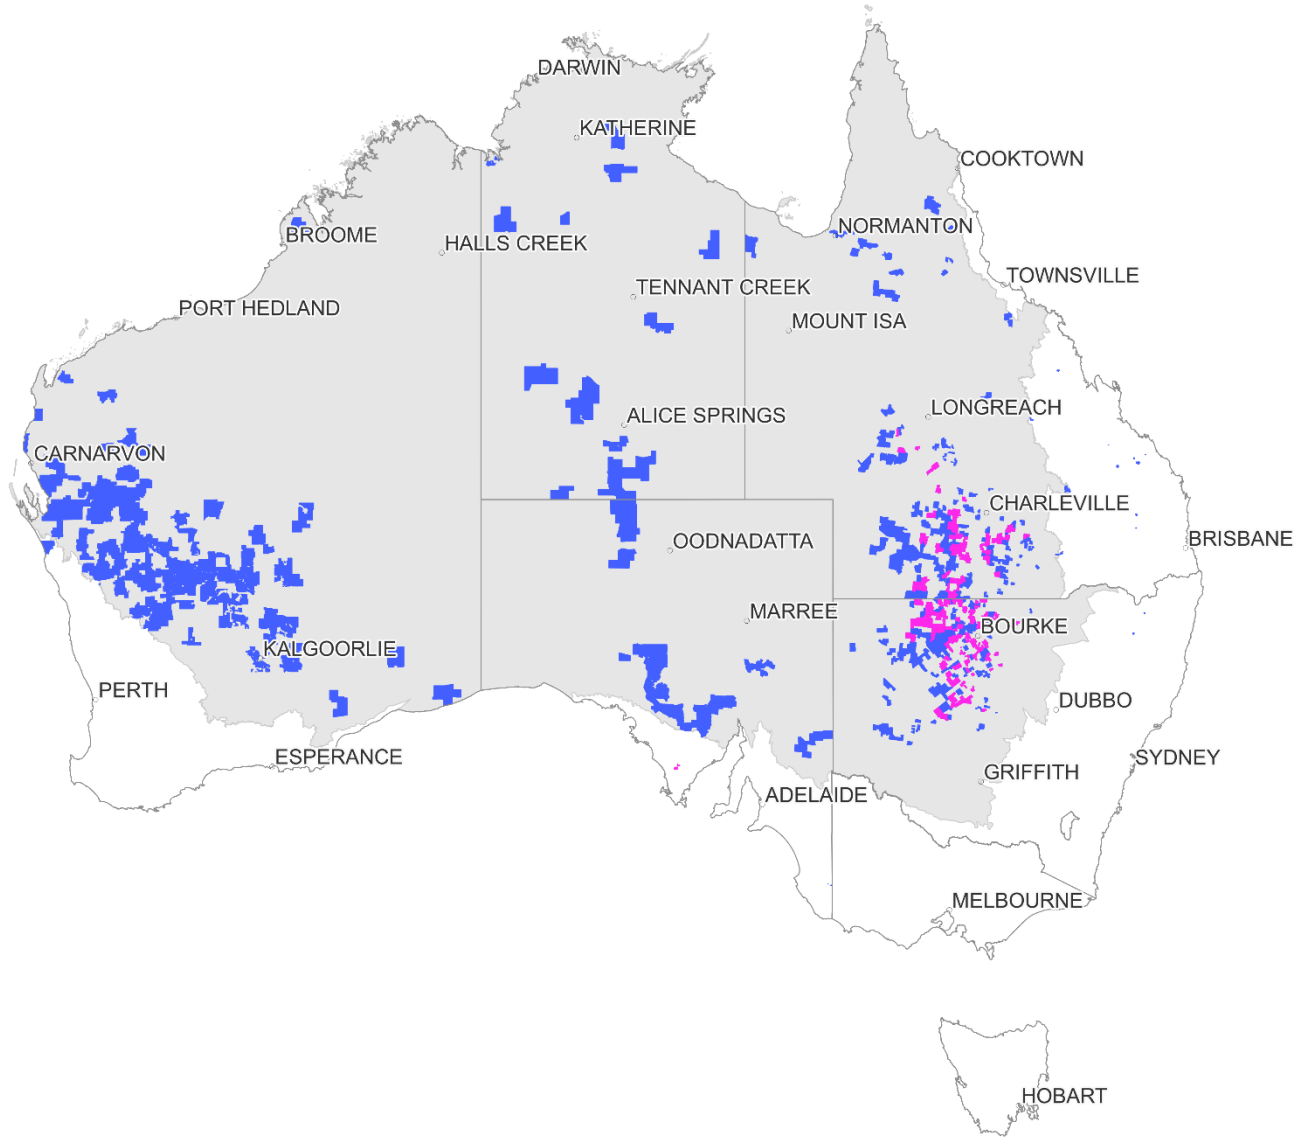 DARWIN
KATHERINE
COOKTOWN
NORMANTON
BROOME
HALLS CREEK
TOWNSVILLE
TENNANT CREEK
PORT HEDLAND
MOUNT ISA
LONGREACH
ALICE SPRINGS
CARNARVON
CHARLEVILLE
BRISBANE
OODNADATTA
MARREE
BOURKE
KALGOORLIE
PERTH
DUBBO
ESPERANCE
SYDNEY
GRIFFITH
ADELAIDE
MELBOURNE
HOBART